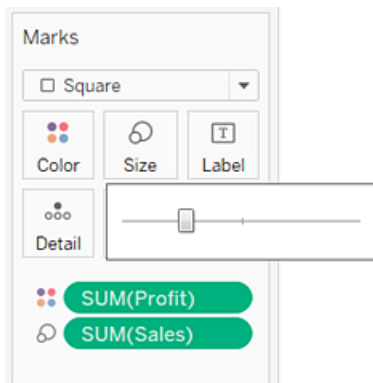 Marks
Square
Color Size Label
T
Detail
SUM(Profit)
SUM(Sales)